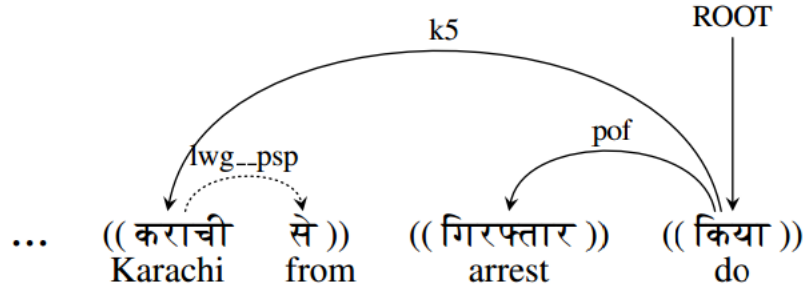 ROOT
k5
pof
lwg__psp
... (( कराची से )) (( गिरफ्तार )) (( किया ))
Karachi from arrest do